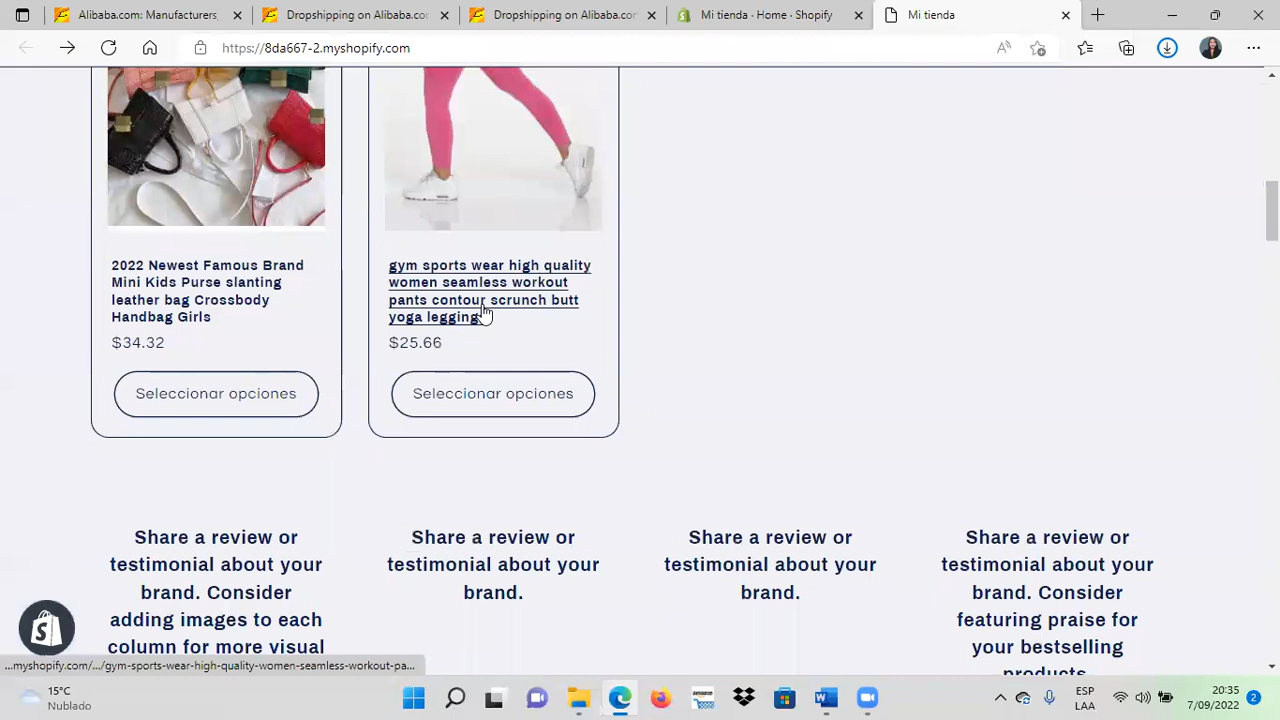 Alibaba.com: Manufacturers,
Dropshipping on Alibaba.com
Dropshipping on Alibaba.com
Mi tienda · Home · Shopify
Mi tienda
https://8da667-2.myshopify.com
2022 Newest Famous Brand
Mini Kids Purse slanting
leather bag Crossbody
Handbag Girls
$34.32
Seleccionar opciones
gym sports wear high quality
women seamless workout
pants contour scrunch butt
yoga legging
$25.66
Seleccionar opciones
Share a review or
testimonial about your
brand. Consider
adding images to each
column for more visual
Share a review or
testimonial about your
brand.
Share a review or
testimonial about your
brand.
Share a review or
testimonial about your
brand. Consider
featuring praise for
your bestselling
products.
...myshopify.com/.../gym-sports-wear-high-quality-women-seamless-workout-pa...
15°C
Nublado
ESP
LAA
20:35
7/09/2022
2